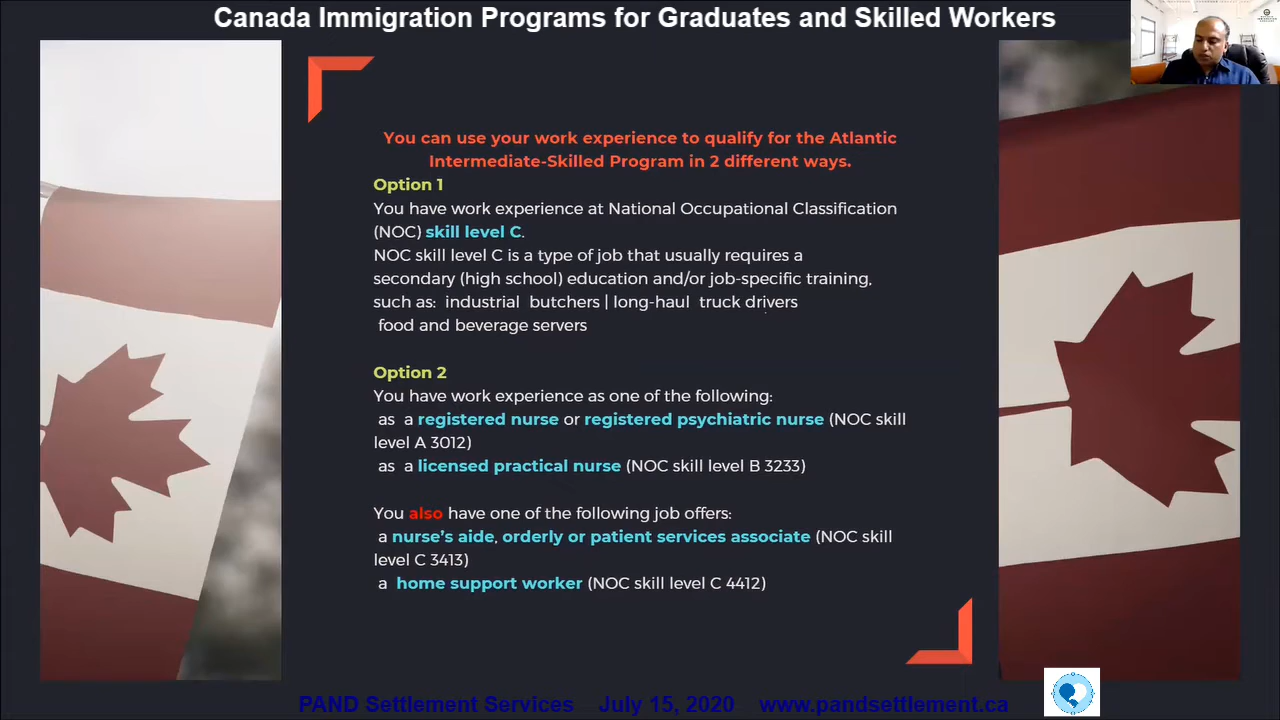 Canada Immigration Programs for Graduates and Skilled Workers
You can use your work experience to qualify for the Atlantic
Intermediate-Skilled Program in 2 different ways.
Option 1
You have work experience at National Occupational Classification
(NOC) skill level C.
NOC skill level C is a type of job that usually requires a
secondary (high school) education and/or job-specific training,
such as: industrial butchers | long-haul truck drivers
food and beverage servers
Option 2
You have work experience as one of the following:
as a registered nurse or registered psychiatric nurse (NOC skill
level A 3012)
as a licensed practical nurse (NOC skill level B 3233)
You also have one of the following job offers:
a nurse's aide, orderly or patient services associate (NOC skill
level C 3413)
a home support worker (NOC skill level C 4412)
PAND Settlement Services July 15, 2020 www.pandsettlement.ca